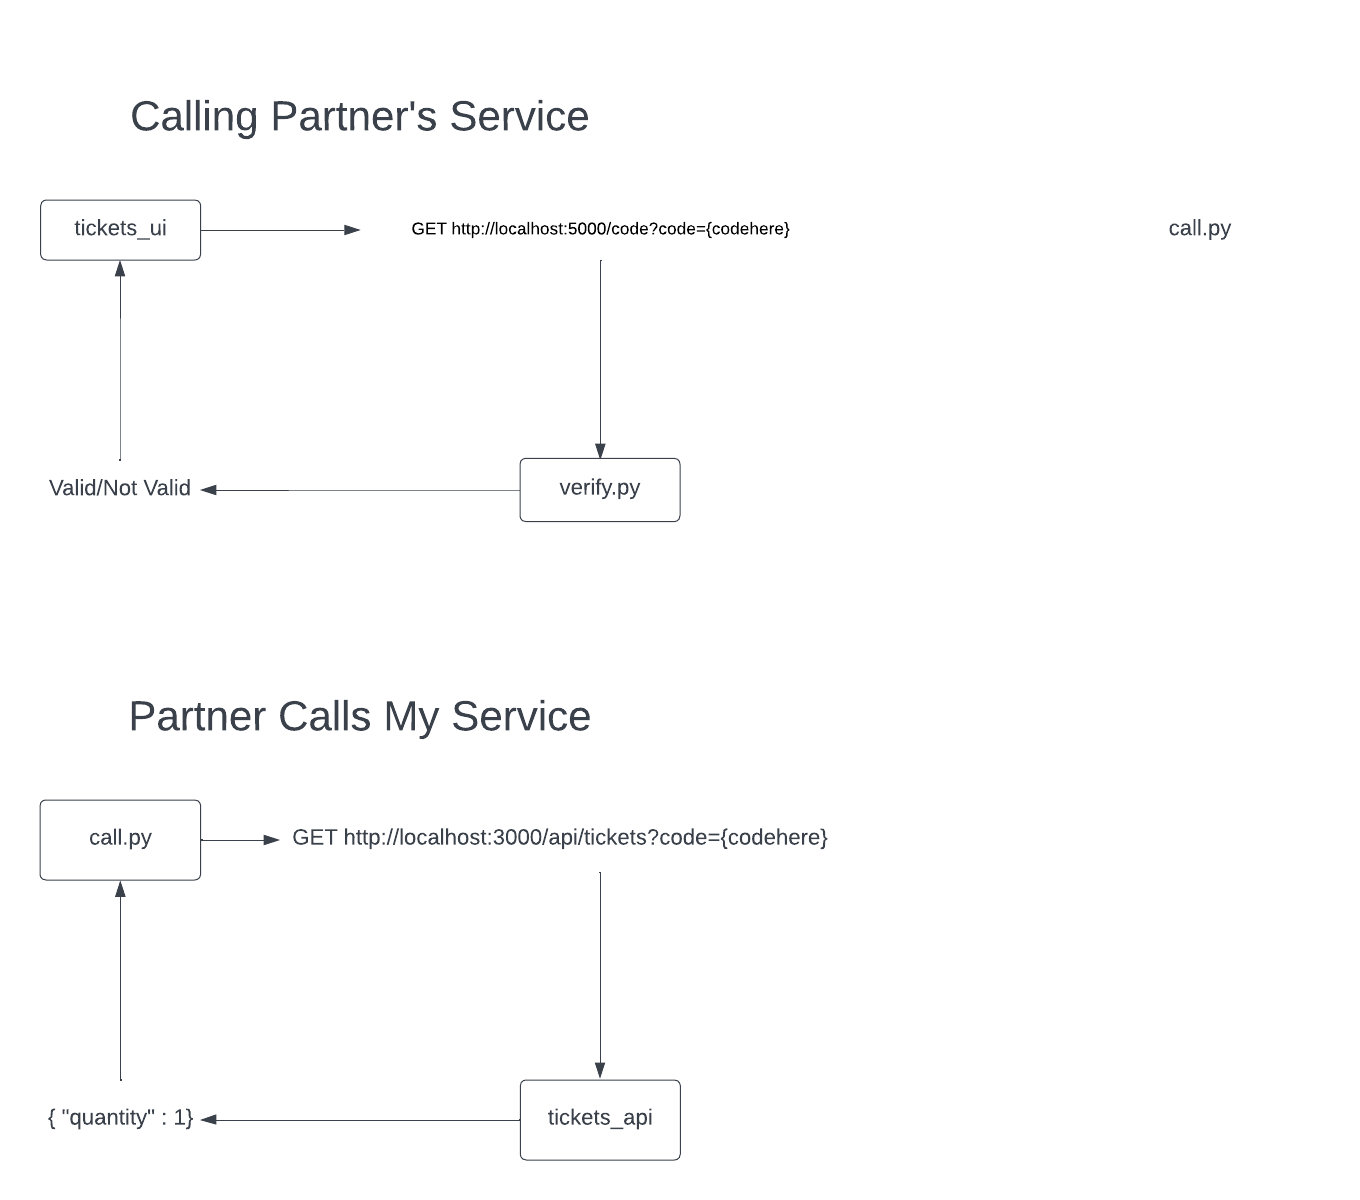 Calling Partner's Service
tickets_ui
GET http://localhost:5000/code?code={codehere}
call.py
Valid/Not Valid
verify.py
Partner Calls My Service
call.py
GET http://localhost:3000/api/tickets?code={codehere}
{ "quantity" : 1}
tickets_api